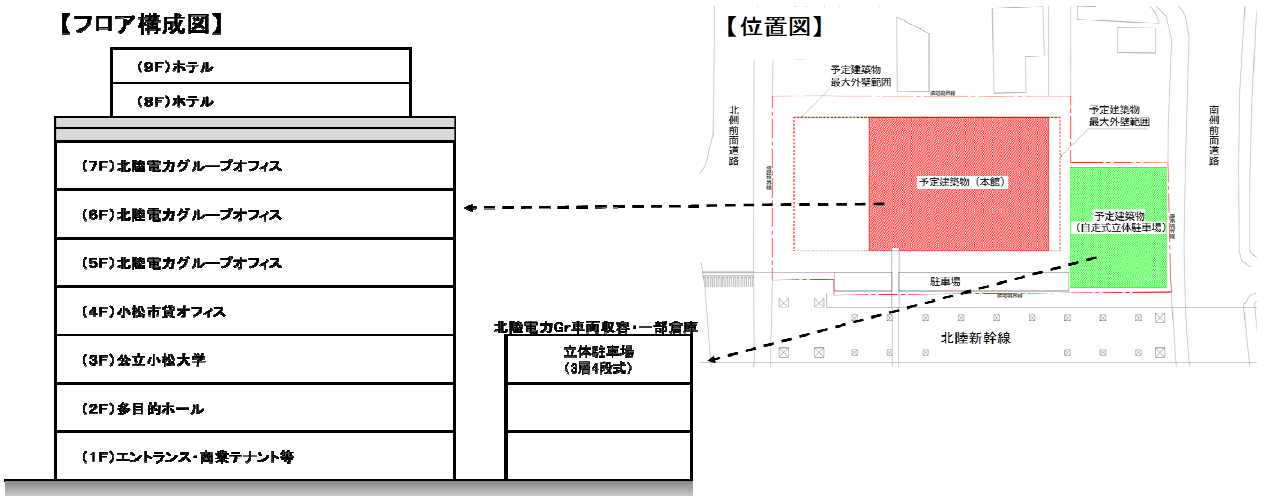 【フロア構成図】
(9F)ホテル
(8F)ホテル
(7F)北陸電力グループオフィス
(6F)北陸電力グループオフィス
(5F)北陸電力グループオフィス
(4F)小松市貸オフィス
(3F)公立小松大学
(2F)多目的ホール
(1F)エントランス・商業テナント等
北陸電力Gr車両収容・一部倉庫
立体駐車場
(3層4段式)
【位置図】
予定建築物
最大外壁範囲
北側前面道路
予定建築物
最大外壁範囲
南側前面道路
予定建築物(本館)
予定建築物
(自走式立体駐車場)
駐車場
北陸新幹線